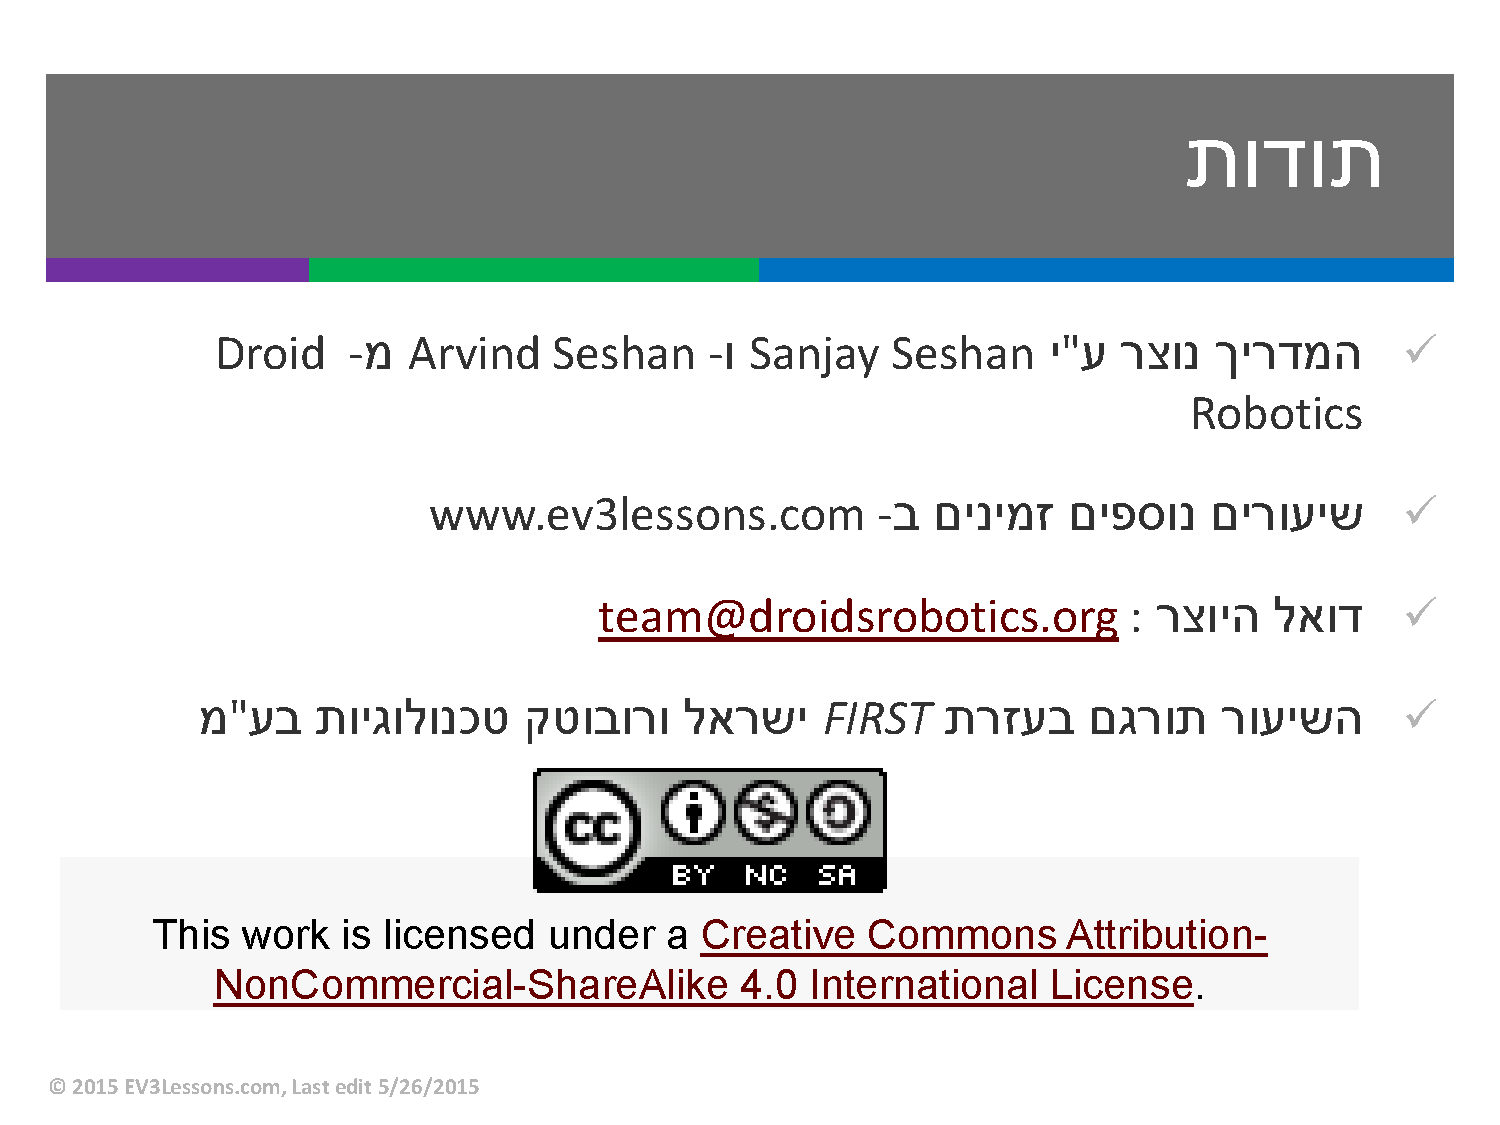 תודות
המדריך נוצר ע"י Sanjay Seshan ו- Arvind Seshan מ- Droid
Robotics
שיעורים נוספים זמינים ב- www.ev3lessons.com
דואל היוצר : team@droidsrobotics.org
השיעור תורגם בעזרת FIRST ישראל ורובוטק טכנולוגיות בע"מ
cc
BY NC SA
This work is licensed under a Creative Commons Attribution-
NonCommercial-ShareAlike 4.0 International License.
© 2015 EV3Lessons.com, Last edit 5/26/2015